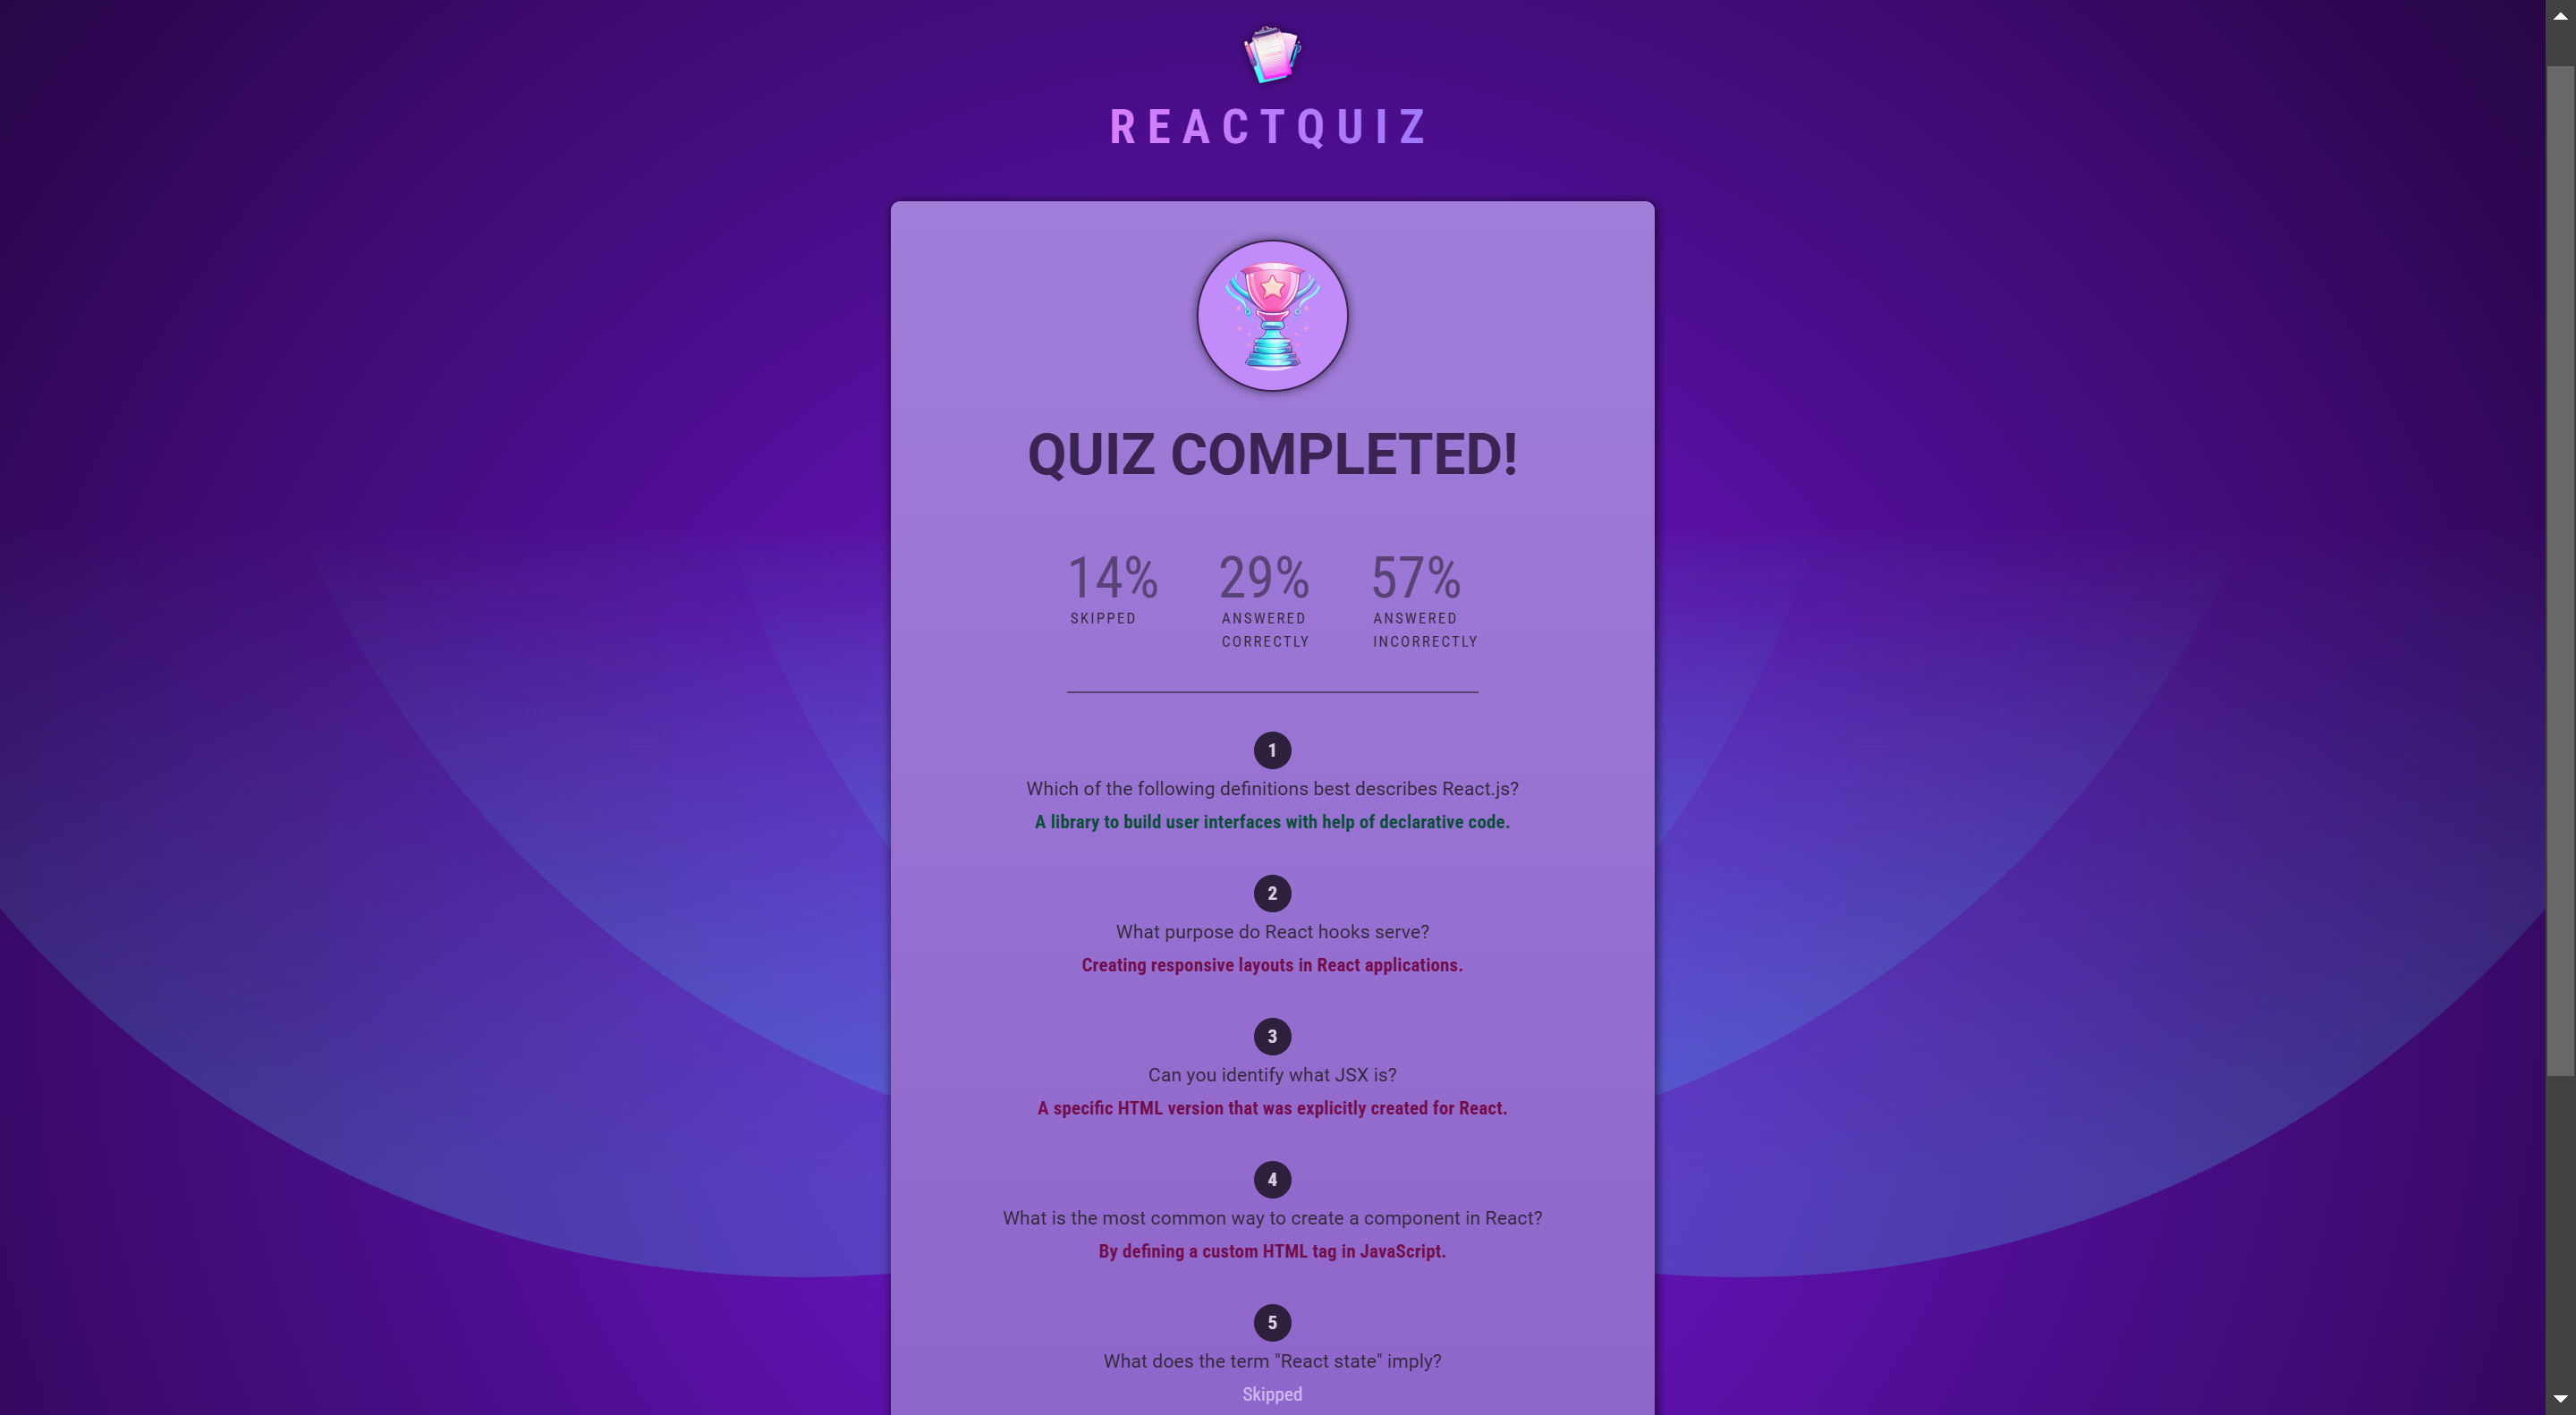 REACTQUIZ
QUIZ COMPLETED!
14% 29% 57%
SKIPPED ANSWERED ANSWERED
CORRECTLY INCORRECTLY
1
Which of the following definitions best describes React.js?
A library to build user interfaces with help of declarative code.
2
What purpose do React hooks serve?
Creating responsive layouts in React applications.
3
Can you identify what JSX is?
A specific HTML version that was explicitly created for React.
4
What is the most common way to create a component in React?
By defining a custom HTML tag in JavaScript.
5
What does the term "React state" imply?
Skipped